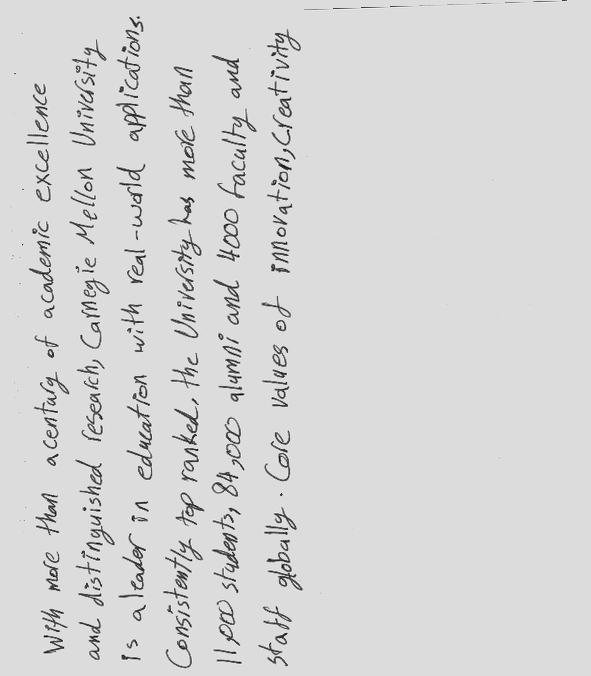 With more than a century of academic excellence
and distinguished research, Carnegie Mellon University
is a leader in education with real-world applications.
Consistently top ranked, the University has more than
11,000 students, 84,000 alumni and 4000 faculty and
staff globally. Core values of innovation, Creativity